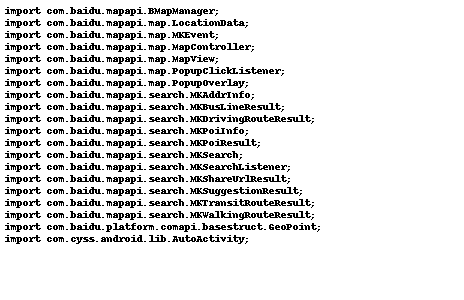 import com.baidu.mapapi.BMapManager;
import com.baidu.mapapi.map.LocationData;
import com.baidu.mapapi.map.MKEvent;
import com.baidu.mapapi.map.MapController;
import com.baidu.mapapi.map.MapView;
import com.baidu.mapapi.map.PopupClickListener;
import com.baidu.mapapi.map.PopupOverlay;
import com.baidu.mapapi.search.MKAddrInfo;
import com.baidu.mapapi.search.MKBusLineResult;
import com.baidu.mapapi.search.MKDrivingRouteResult;
import com.baidu.mapapi.search.MKPoiInfo;
import com.baidu.mapapi.search.MKPoiResult;
import com.baidu.mapapi.search.MKSearch;
import com.baidu.mapapi.search.MKSearchListener;
import com.baidu.mapapi.search.MKShareUrlResult;
import com.baidu.mapapi.search.MKSuggestionResult;
import com.baidu.mapapi.search.MKTransitRouteResult;
import com.baidu.mapapi.search.MKWalkingRouteResult;
import com.baidu.platform.comapi.basestruct.GeoPoint;
import com.cyss.android.lib.AutoActivity;